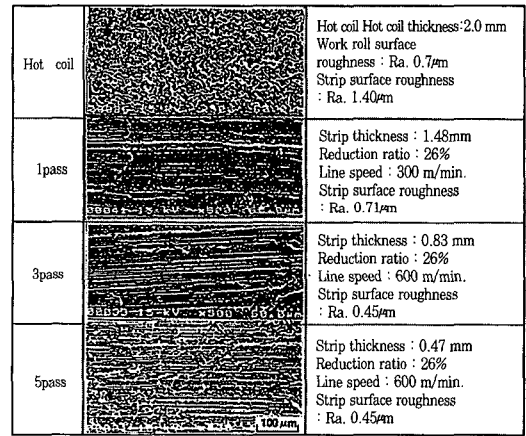 Hot coil
Hot coil Hot coil thickness:2.0 mm
Work roll surface
roughness : Ra. 0.7μm
Strip surface roughness
: Ra. 1.40μm
1pass
Strip thickness : 1.48mm
Reduction ratio : 26%
Line speed : 300 m/min.
Strip surface roughness
: Ra 0.71μm
3pass
Strip thickness : 0.83 mm
Reduction ratio : 26%
Line speed : 600 m/min.
Strip surface roughness
: Ra. 0.45μm
5pass
100 μm
Strip thickness : 0.47 mm
Reduction ratio : 26%
Line speed : 600 m/min.
Strip surface roughness
: Ra. 0.45μm